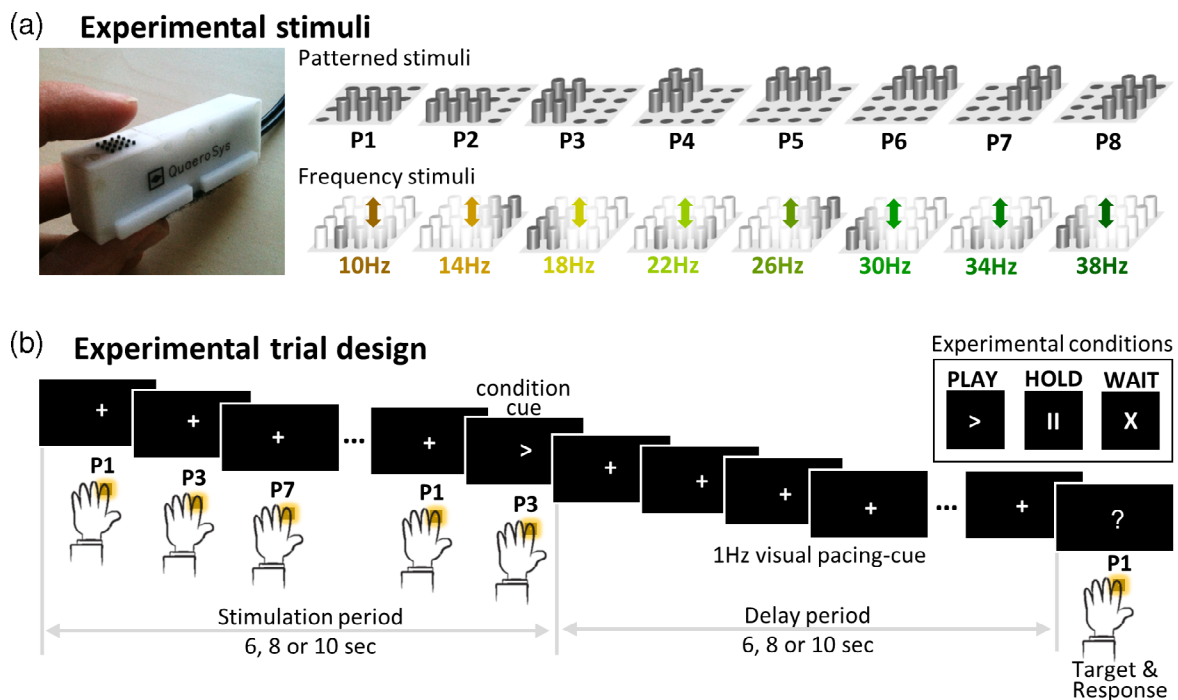 (a) Experimental stimuli
QuaeroSys
Patterned stimuli
P1 P2 P3 P4 P5 P6 P7 P8
Frequency stimuli
10Hz 14Hz 18Hz 22Hz 26Hz 30Hz 34Hz 38Hz
(b) Experimental trial design
Experimental conditions
PLAY HOLD WAIT
> II X
condition
cue
+ + + ... + > + + + + ... + ?
P1 P3 P7 P1 P3
1Hz visual pacing-cue
P1
Stimulation period
6, 8 or 10 sec
Delay period
6, 8 or 10 sec
Target &
Response